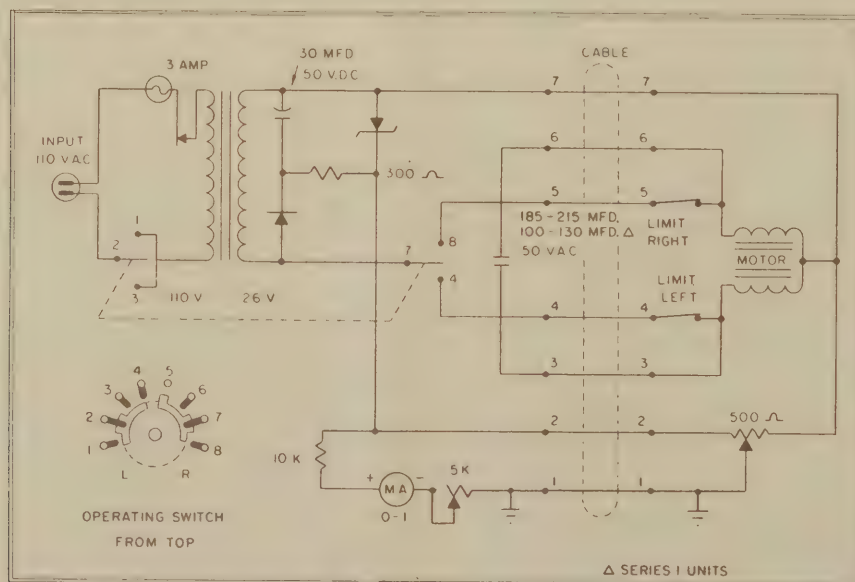 3 AMP
30 MFD
50 V.DC
CABLE
7
7
INPUT
110 V.A.C
6
6
300 Ω
5
5
1
2
3
110 V
26 V
7
8
4
185-215 MFD,
100-130 MFD, Δ
50 VAC
LIMIT
RIGHT
MOTOR
LIMIT
LEFT
4
4
3
3
1
2
3
4
5
6
7
8
L
R
OPERATING SWITCH
FROM TOP
2
2
500 Ω
10 K
+
-
MA
0-1
5K
1
1
Δ SERIES 1 UNITS